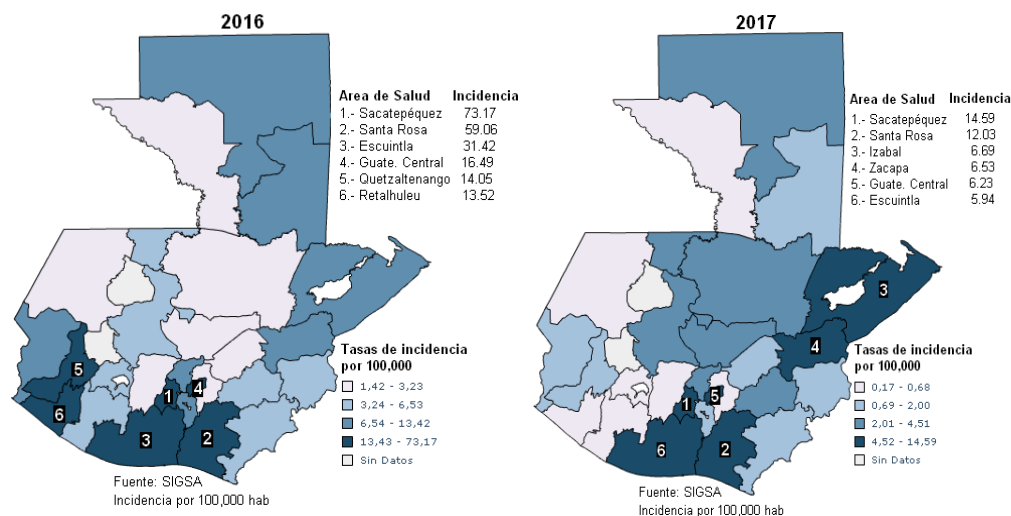 2016
Area de Salud Incidencia
1.- Sacatepéquez 73.17
2.- Santa Rosa 59.06
3.- Escuintla 31.42
4.- Guate. Central 16.49
5.- Quetzaltenango 14.05
6.- Retalhuleu 13.52
Tasas de incidencia
por 100,000
1,42 - 3,23
3,24 - 6,53
6,54 - 13,42
13,43 - 73,17
Sin Datos
5
6
1
4
3
2
Fuente: SIGSA
Incidencia por 100,000 hab
2017
Area de Salud Incidencia
1.- Sacatepéquez 14.59
2.- Santa Rosa 12.03
3.- Izabal 6.69
4.- Zacapa 6.53
5.- Guate. Central 6.23
6.- Escuintla 5.94
Tasas de incidencia
por 100,000
0,17 - 0,68
0,69 - 2,00
2,01 - 4,51
4,52 - 14,59
Sin Datos
3
4
5
1
6
2
Fuente: SIGSA
Incidencia por 100,000 hab